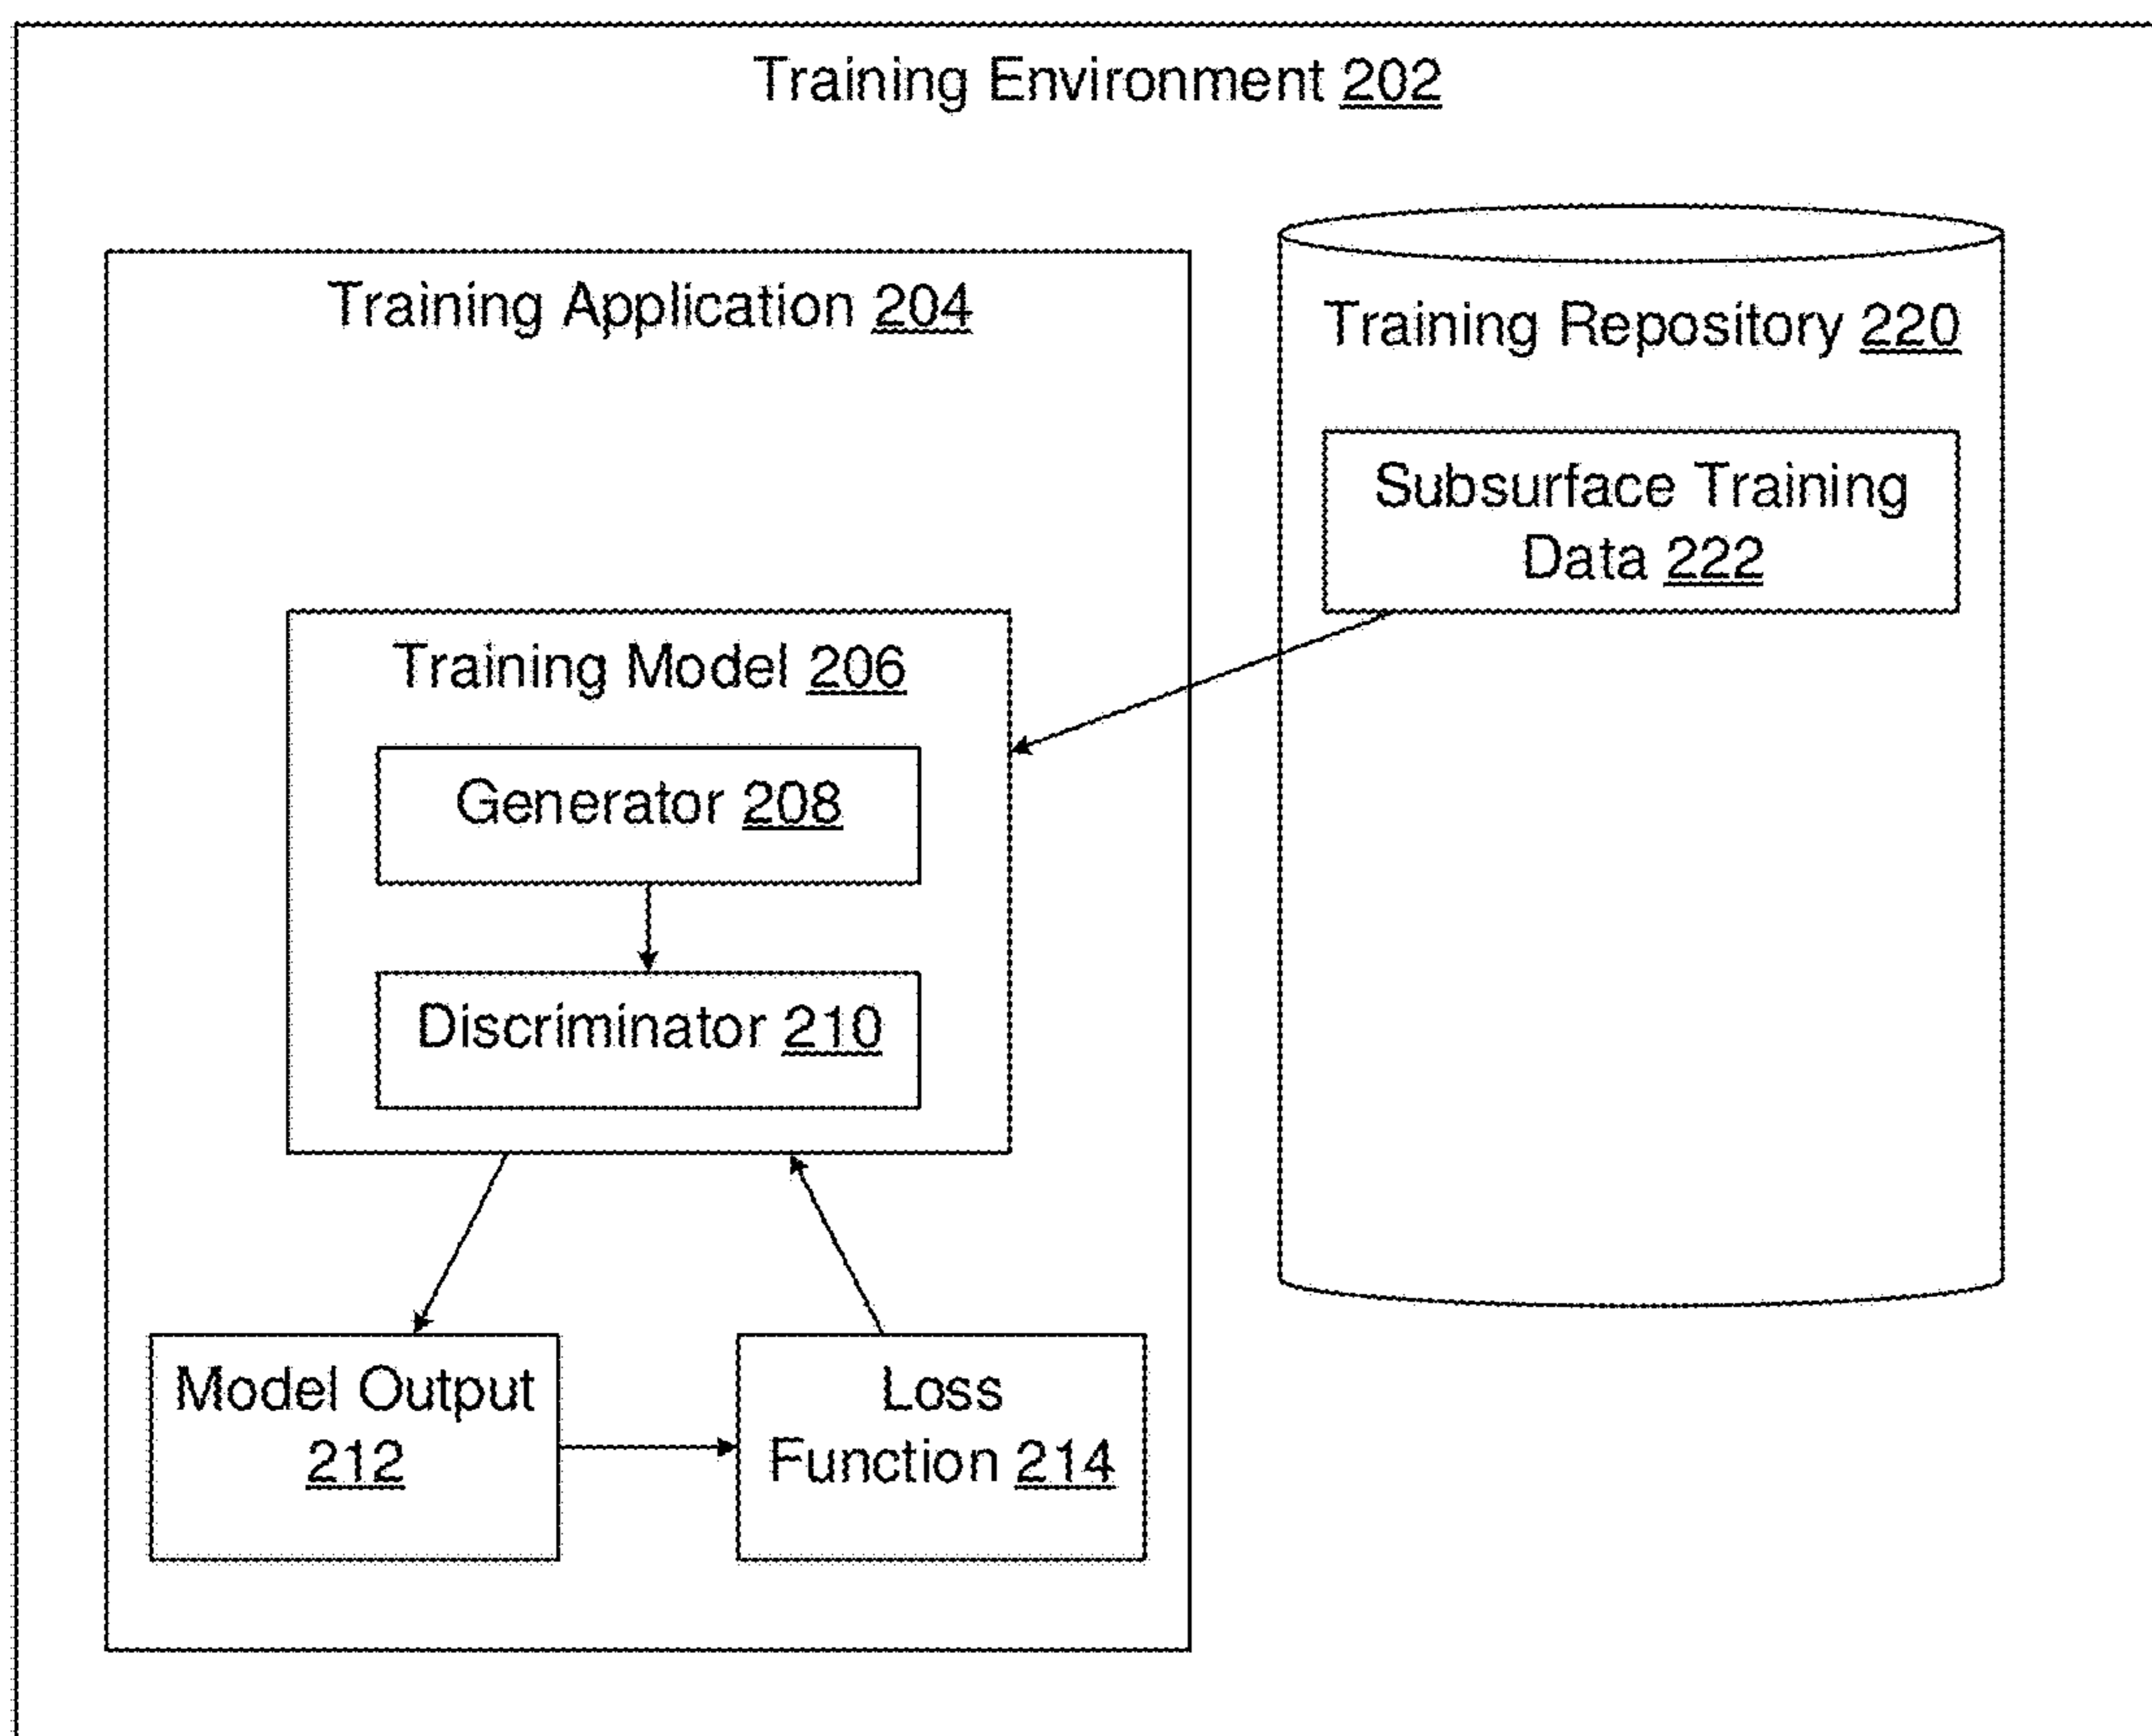 Training Environment 202
Training Application 204
Training Model 206
Generator 208
Discriminator 210
Model Output
212
Loss
Function 214
Training Repository 220
Subsurface Training
Data 222